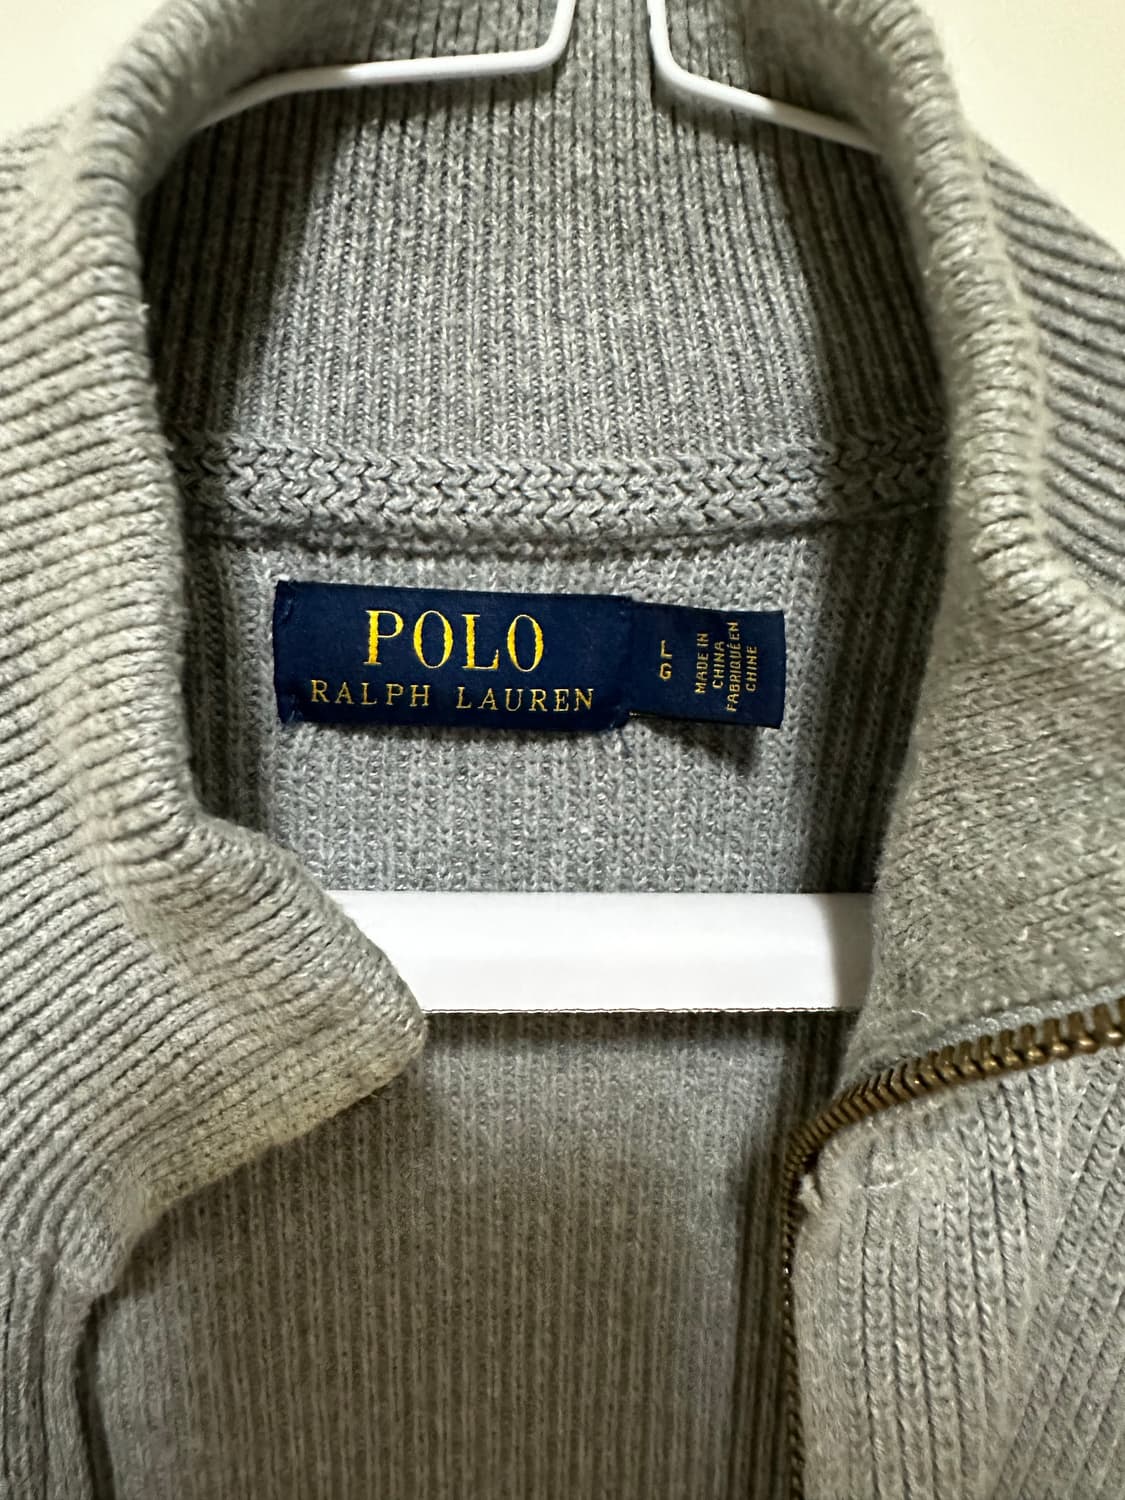 POLO
RALPH LAUREN
L
G
MADE IN
CHINA
FABRIQUÉ EN
CHINE